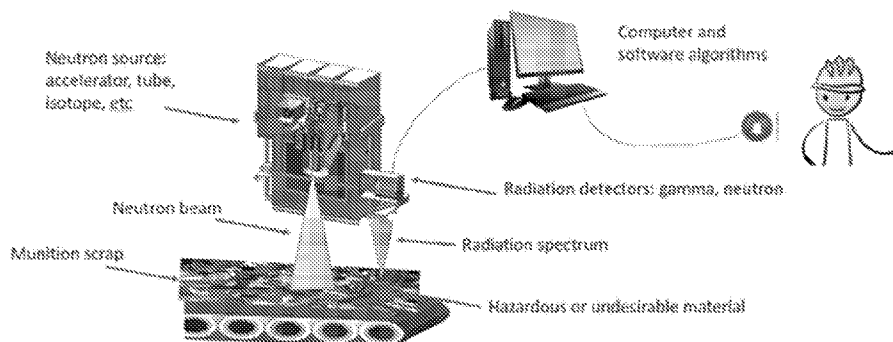 Neutron source:
accelerator, tube,
isotope, etc
Computer and
software algorithms
Radiation detectors: gamma, neutron
Neutron beam
Radiation spectrum
Munition scrap
Hazardous or undesirable material